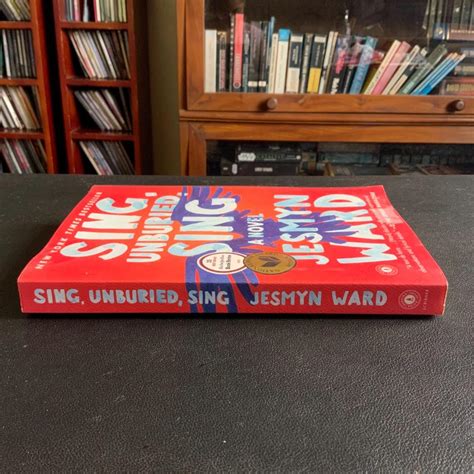 NEW YORK TIMES BESTSELLER
SING,
UNBURIED,
SING
A NOVEL
JESMYN
WARD
SING, UNBURIED, SING JESMYN WARD